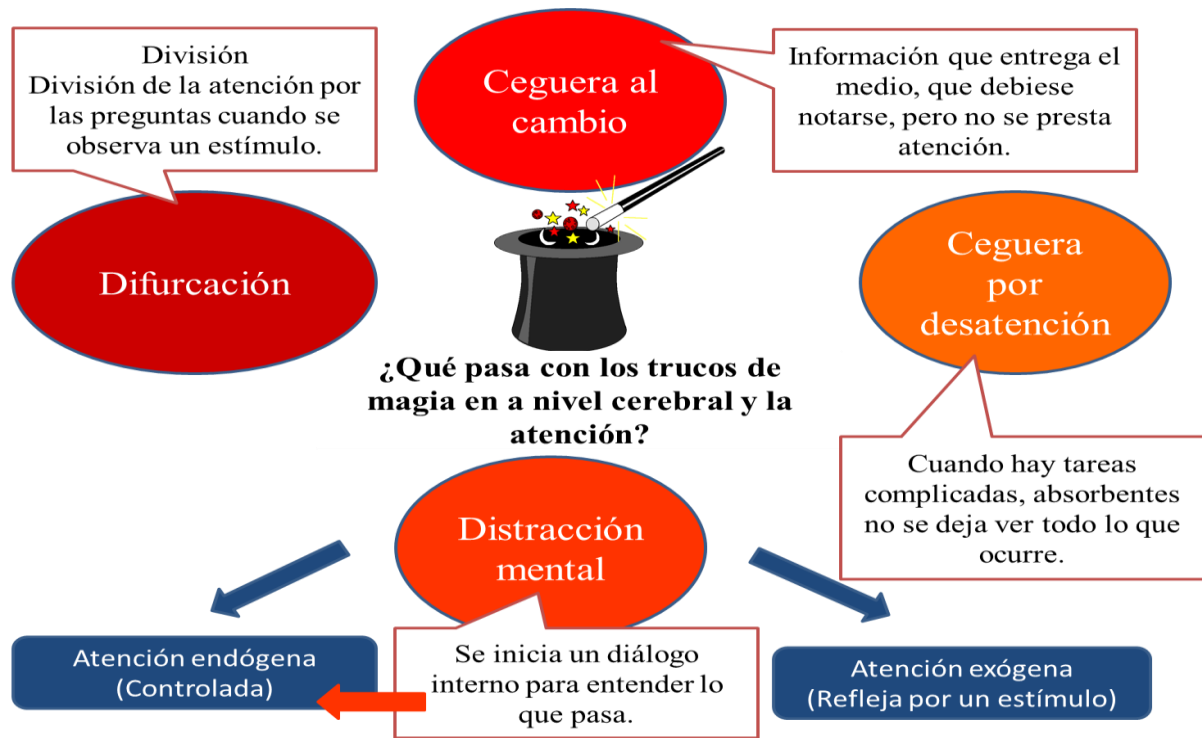 División
División de la atención por
las preguntas cuando se
observa un estímulo.
Ceguera al
cambio
Información que entrega el
medio, que debiese
notarse, pero no se presta
atención.
Difurcación
Ceguera
por
desatención
¿Qué pasa con los trucos de
magia en a nivel cerebral y la
atención?
Cuando hay tareas
complicadas, absorbentes
no se deja ver todo lo que
ocurre.
Distracción
mental
Atención endógena
(Controlada)
Se inicia un diálogo
interno para entender lo
que pasa.
Atención exógena
(Refleja por un estímulo)